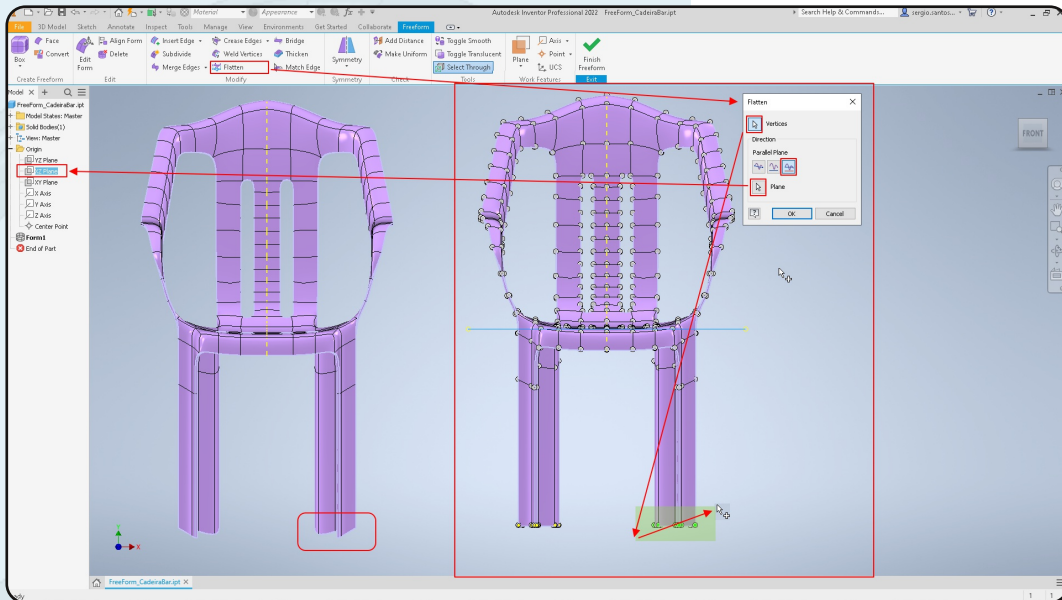 Material
Appearance
fx
Autodesk Inventor Professional 2022 FreeForm_CadeiraBar.ipt
Search Help & Commands...
sergio.santos...
File 3D Model Sketch Annotate Inspect Tools Manage View Environments Get Started Collaborate Freeform
Face Align Form Insert Edge Crease Edges Bridge Add Distance Toggle Smooth Axis
Convert Delete Subdivide Weld Vertices Thicken Make Uniform Toggle Translucent Point
Box Edit Form Merge Edges Flatten Match Edge Symmetry Select Through Plane UCS Finish Freeform
Create Freeform Edit Modify Symmetry Check Tools Work Features Exit
Model
FreeForm_CadeiraBar.ipt
Model States: Master
Solid Bodies(1)
View: Master
Origin
YZ Plane
XZ Plane
XY Plane
X Axis
Y Axis
Z Axis
Center Point
Form1
End of Part
Flatten
Vertices
Direction
Parallel Plane
Plane
OK Cancel
FRONT
X
FreeForm_CadeiraBar.ipt
1 1